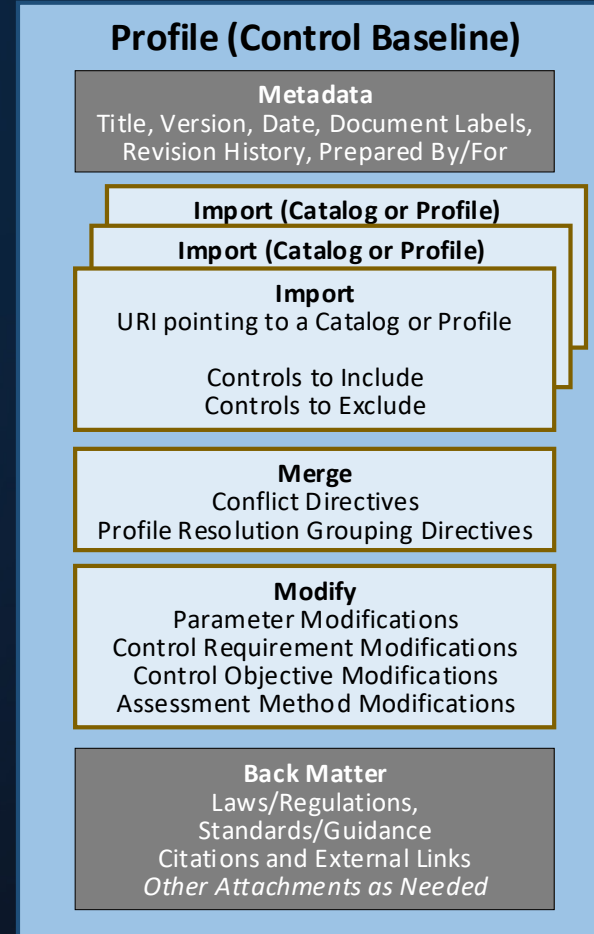 Profile (Control Baseline)
Metadata
Title, Version, Date, Document Labels,
Revision History, Prepared By/For
Import (Catalog or Profile)
Import (Catalog or Profile)
Import
URI pointing to a Catalog or Profile
Controls to Include
Controls to Exclude
Merge
Conflict Directives
Profile Resolution Grouping Directives
Modify
Parameter Modifications
Control Requirement Modifications
Control Objective Modifications
Assessment Method Modifications
Back Matter
Laws/Regulations,
Standards/Guidance
Citations and External Links
Other Attachments as Needed